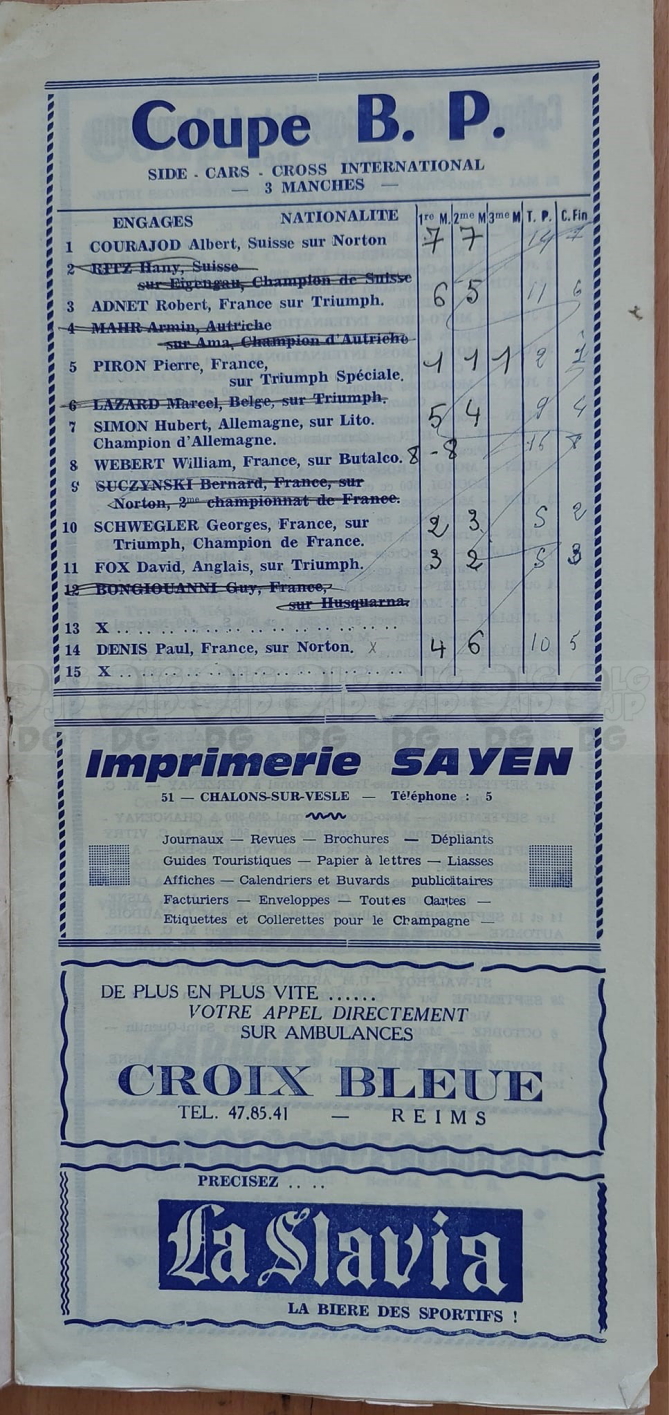 Coupe B. P.
SIDE - CARS - CROSS INTERNATIONAL
— 3 MANCHES —
ENGAGES NATIONALITE 1re M. 2me M 3me M T. P. C. Fin
1 COURAJOD Albert, Suisse sur Norton 7 7 14 7
2 RITZ Hany, Suisse
sur Eigengau, Champion de Suisse
3 ADNET Robert, France sur Triumph. 6 5 11 6
4 MAHR Armin, Autriche
sur Ama, Champion d'Autriche
5 PIRON Pierre, France, 1 1 1 2 1
sur Triumph Spéciale.
6 LAZARD Marcel, Belge, sur Triumph.
7 SIMON Hubert, Allemagne, sur Lito. 5 4 9 4
Champion d'Allemagne.
8 WEBERT William, France, sur Butalco. 8 - 8 16 8
9 SUCZYNSKI Bernard, France, sur
Norton, 2me championnat de France.
10 SCHWEGLER Georges, France, sur 2 3 5 2
Triumph, Champion de France.
11 FOX David, Anglais, sur Triumph. 3 2 5 3
12 BONGIOUANNI Guy, France,
sur Husquarna.
13 X . . . . . . . . . . . . . . . . . . . .
14 DENIS Paul, France, sur Norton. x 4 6 10 5
15 X . . . . . . . . . . . . . . . . . . . .
Imprimerie SAYEN
51 — CHALONS-SUR-VESLE — Téléphone : 5
Journaux — Revues — Brochures — Dépliants
Guides Touristiques — Papier à lettres — Liasses
Affiches — Calendriers et Buvards publicitaires
Facturiers — Enveloppes — Toutes Cartes —
Etiquettes et Collerettes pour le Champagne —
DE PLUS EN PLUS VITE ......
VOTRE APPEL DIRECTEMENT
SUR AMBULANCES
CROIX BLEUE
TEL. 47.85.41 — REIMS
PRECISEZ .. ..
La Slavia
LA BIERE DES SPORTIFS !